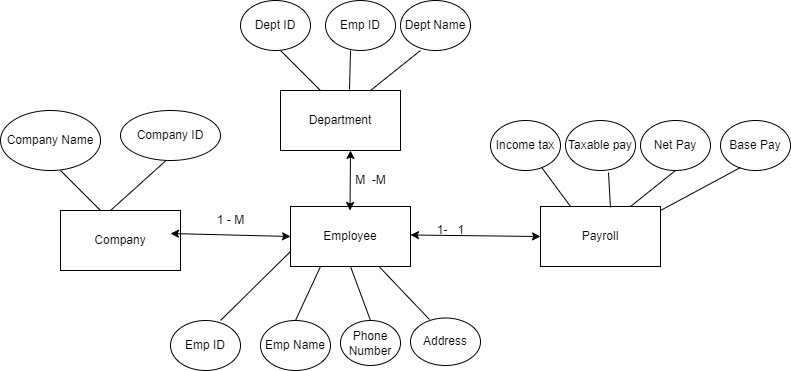 Dept ID
Emp ID
Dept Name
Department
Company Name
Company ID
Income tax
Taxable pay
Net Pay
Base Pay
M -M
1 - M
Company
Employee
1- 1
Payroll
Emp ID
Emp Name
Phone
Number
Address